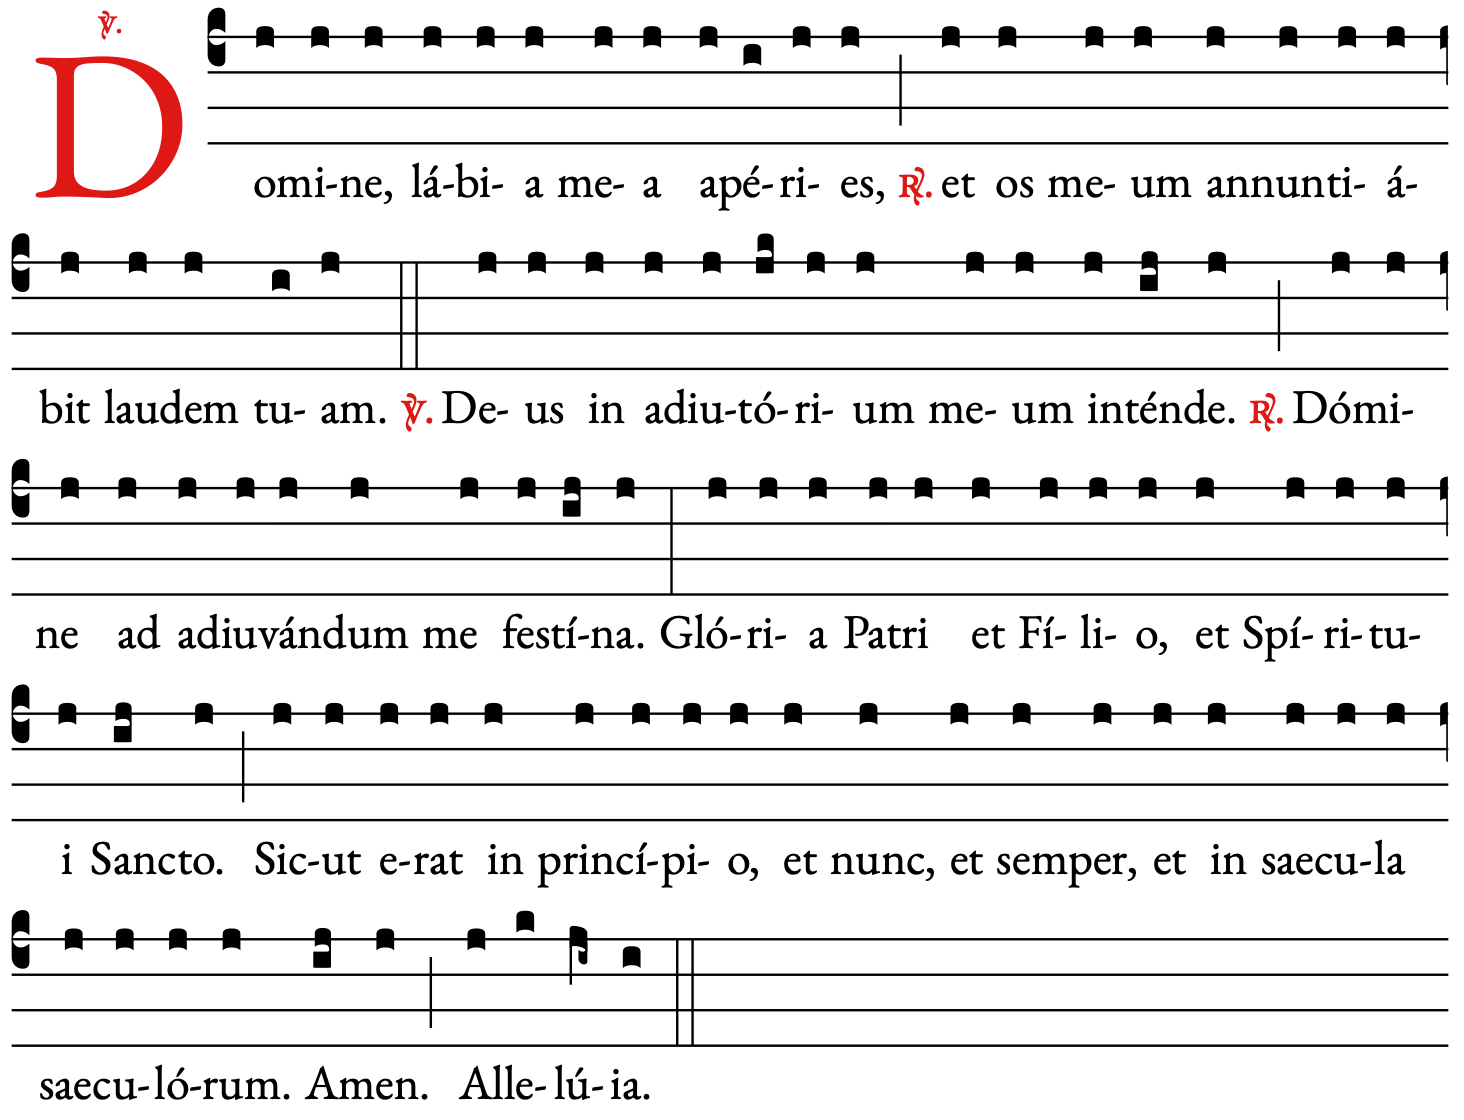 ℣.
Domi-ne, lá-bi- a me- a apé-ri- es, ℟. et os me- um annunti- á-
bit laudem tu- am. ℣. De- us in adiu-tó-ri- um me- um inténde. ℟. Dómi-
ne ad adiuvándum me festí-na. Gló-ri- a Patri et Fí- li- o, et Spí- ri-tu-
i Sancto. Sic-ut e-rat in princí-pi- o, et nunc, et semper, et in saecu-la
saecu-ló-rum. Amen. Alle-lú-ia.